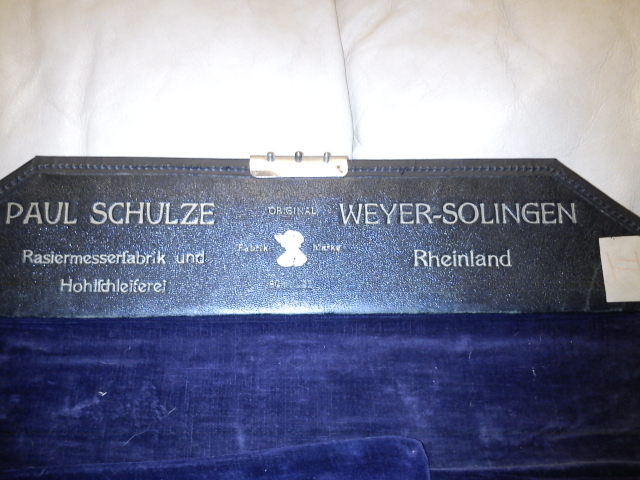 PAUL SCHULZE
Rasiermesserfabrik und
Hohlschleiferei
ORIGINAL
Fabrik Marke
WEYER-SOLINGEN
Rheinland